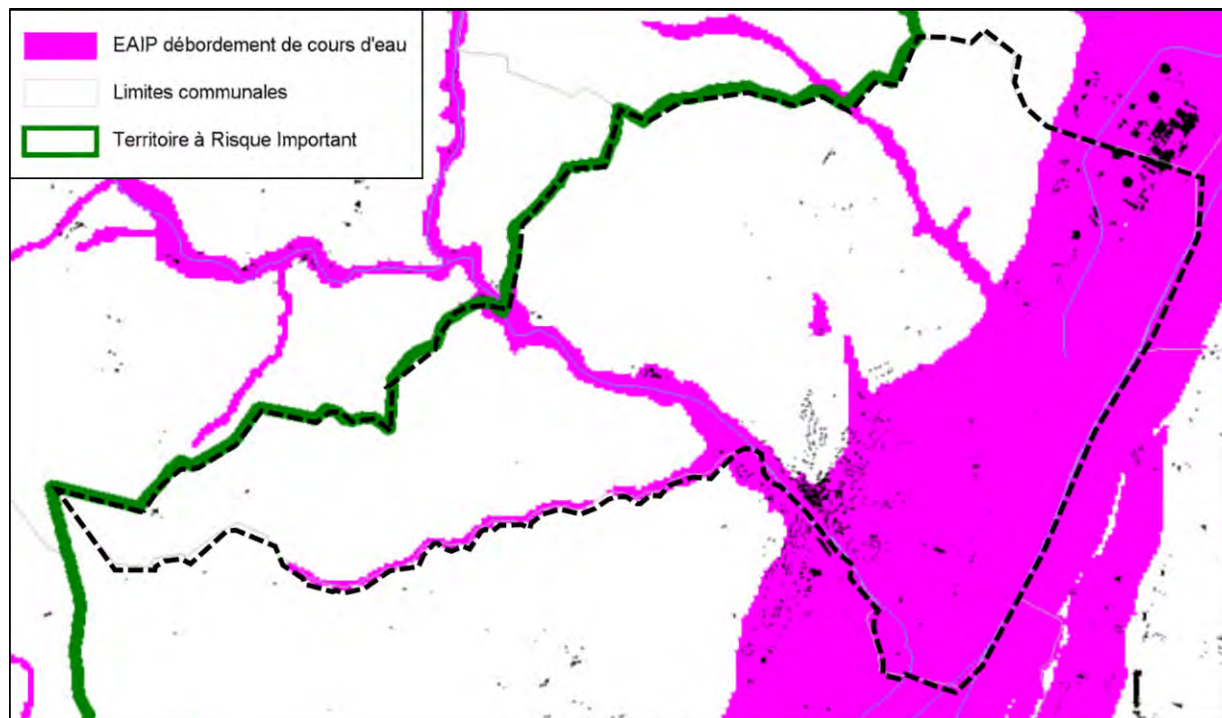 EAIP débordement de cours d'eau
Limites communales
Territoire à Risque Important